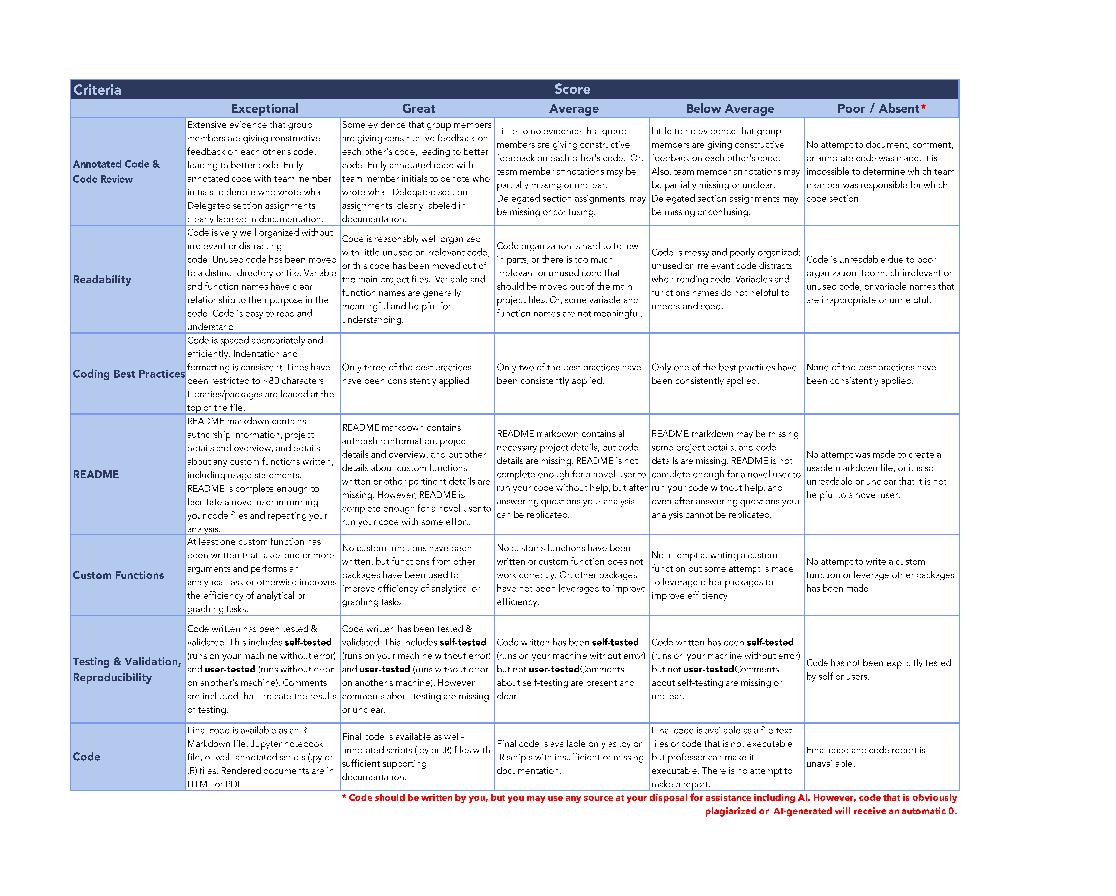 Criteria
Score
Exceptional
Great
Average
Below Average
Poor / Absent*
Annotated Code &
Code Review
Extensive evidence that group
members are giving constructive
feedback on each other's code,
leading to better code. Fully
annotated code with team member
initials to denote who wrote what.
Delegated section assignments
clearly labeled in documentation.
Some evidence that group members
are giving constructive feedback on
each other's code, leading to better
code. Fully annotated code with
team member initials to denote who
wrote what. Delegated section
assignments, clearly labeled in
documentation.
Little to no evidence that group
members are giving constructive
feedback on each other's code. Or,
team member annotations may be
partially missing or unclear.
Delegated section assignments, may
be missing or confusing.
Little to no evidence that group
members are giving constructive
feedback on each other's code.
Also, team member annotations may
be partially missing or unclear.
Delegated section assignments may
be missing or confusing.
No attempt to document, comment,
or annotate code was made. It is
impossible to determine which team
member was responsible for which
code section.
Readability
Code is very well organized without
irrelevant or distracting
code. Unused code has been moved
to a distinct directory or file. Variable
and function names have clear
relationship to their purpose in the
code. Code is easy to read and
understand.
Code is reasonably well organized
with little unused or irrelevant code,
or this code has been moved out of
the main project files. Variable and
function names are generally
meaningful and helpful for
understanding.
Code organization is hard to follow
in parts, or there is too much
irrelevant or unused code that
should be moved out of the main
project files. Or, some variable and
function names are not meaningful.
Code is messy and poorly organized;
unused or irrelevant code distracts
when reading code. Variables and
functions names do not helpful to
understand code.
Code is unreadable due to poor
organization, too much irrelevant or
unused code, or variable names that
are inappropriate or unhelpful.
Coding Best Practices
Code is spaced appropriately and
efficiently. Indentation and
formatting is consistent. Lines have
been restricted to ~80 characters.
Libraries/packages are loaded at the
top of the file.
Only three of the best practices
have been consistently applied.
Only two of the best practices have
been consistently applied.
Only one of the best practices have
been consistently applied.
None of the best practices have
been consistently applied.
README
README markdown contains
authorship information, project
details and overview, and details
about any custom functions written,
including usage statements.
README is complete enough to
facilitate a novel user in running
your code files and repeating your
analysis.
README markdown contains
authorship information, project
details and overview, and but other
details about custom functions
written or other pertinent details are
missing. However, README is
complete enough for a novel user to
run your code with some effort.
README markdown contains all
necessary project details, but code
details are missing. README is not
complete enough for a novel user to
run your code without help, but after
answering questions your analysis
can be replicated.
README markdown may be missing
some project details, and code
details are missing. README is not
complete enough for a novel user to
run your code without help, and
even after answering questions your
analysis cannot be replicated.
No attempt was made to create a
usable markdown file, or it is so
unreadable or unclear that it is not
helpful to a novel user.
Custom Functions
At least one custom function has
been written that takes one or more
arguments and performs an
analytical task or otherwise improves
the efficiency of analytical or
graphing tasks.
No custom functions have been
written, but functions from other
packages have been used to
improve efficiency of analytical or
graphing tasks.
No custom functions have been
written or custom function does not
work correctly. Or, other packages
have not been leveraged to improve
efficiency.
No attempt at writing a custom
function but some attempt is made
to leverage other packages to
improve efficiency
No attempt to write a custom
function or leverage other packages
has been made
Testing & Validation,
Reproducibility
Code written has been tested &
validated. This includes self-tested
(runs on your machine without error)
and user-tested (runs without error
on another's machine). Comments
are included that indicate the results
of testing.
Code written has been tested &
validated. This includes self-tested
(runs on your machine without error)
and user-tested (runs without error
on another's machine). However
comments about testing are missing
or unclear.
Code written has been self-tested
(runs on your machine without error)
but not user-testedComments
about self-testing are present and
clear.
Code written has been self-tested
(runs on your machine without error)
but not user-testedComments
about self-testing are missing or
unclear.
Code has not been explicitly tested
by self or users.
Code
Final code is available as an R
Markdown file, Jupyter notebook
file, or well-annotated scripts (.py or
.R) files. Rendered documents are in
HTML or PDF.
Final code is available as well-
annotated scripts (.py or .R) files with
sufficient supporting
documentation.
Final code is available only as .py or
.R scripts with insufficient or missing
documentation.
Final code is available as a file text
files or code that is not executable
but professor can make it
executable. There is no attempt to
make a report.
Final code and code report is
unavailable.
* Code should be written by you, but you may use any source at your disposal for assistance including AI. However, code that is obviously
plagiarized or AI-generated will receive an automatic 0.